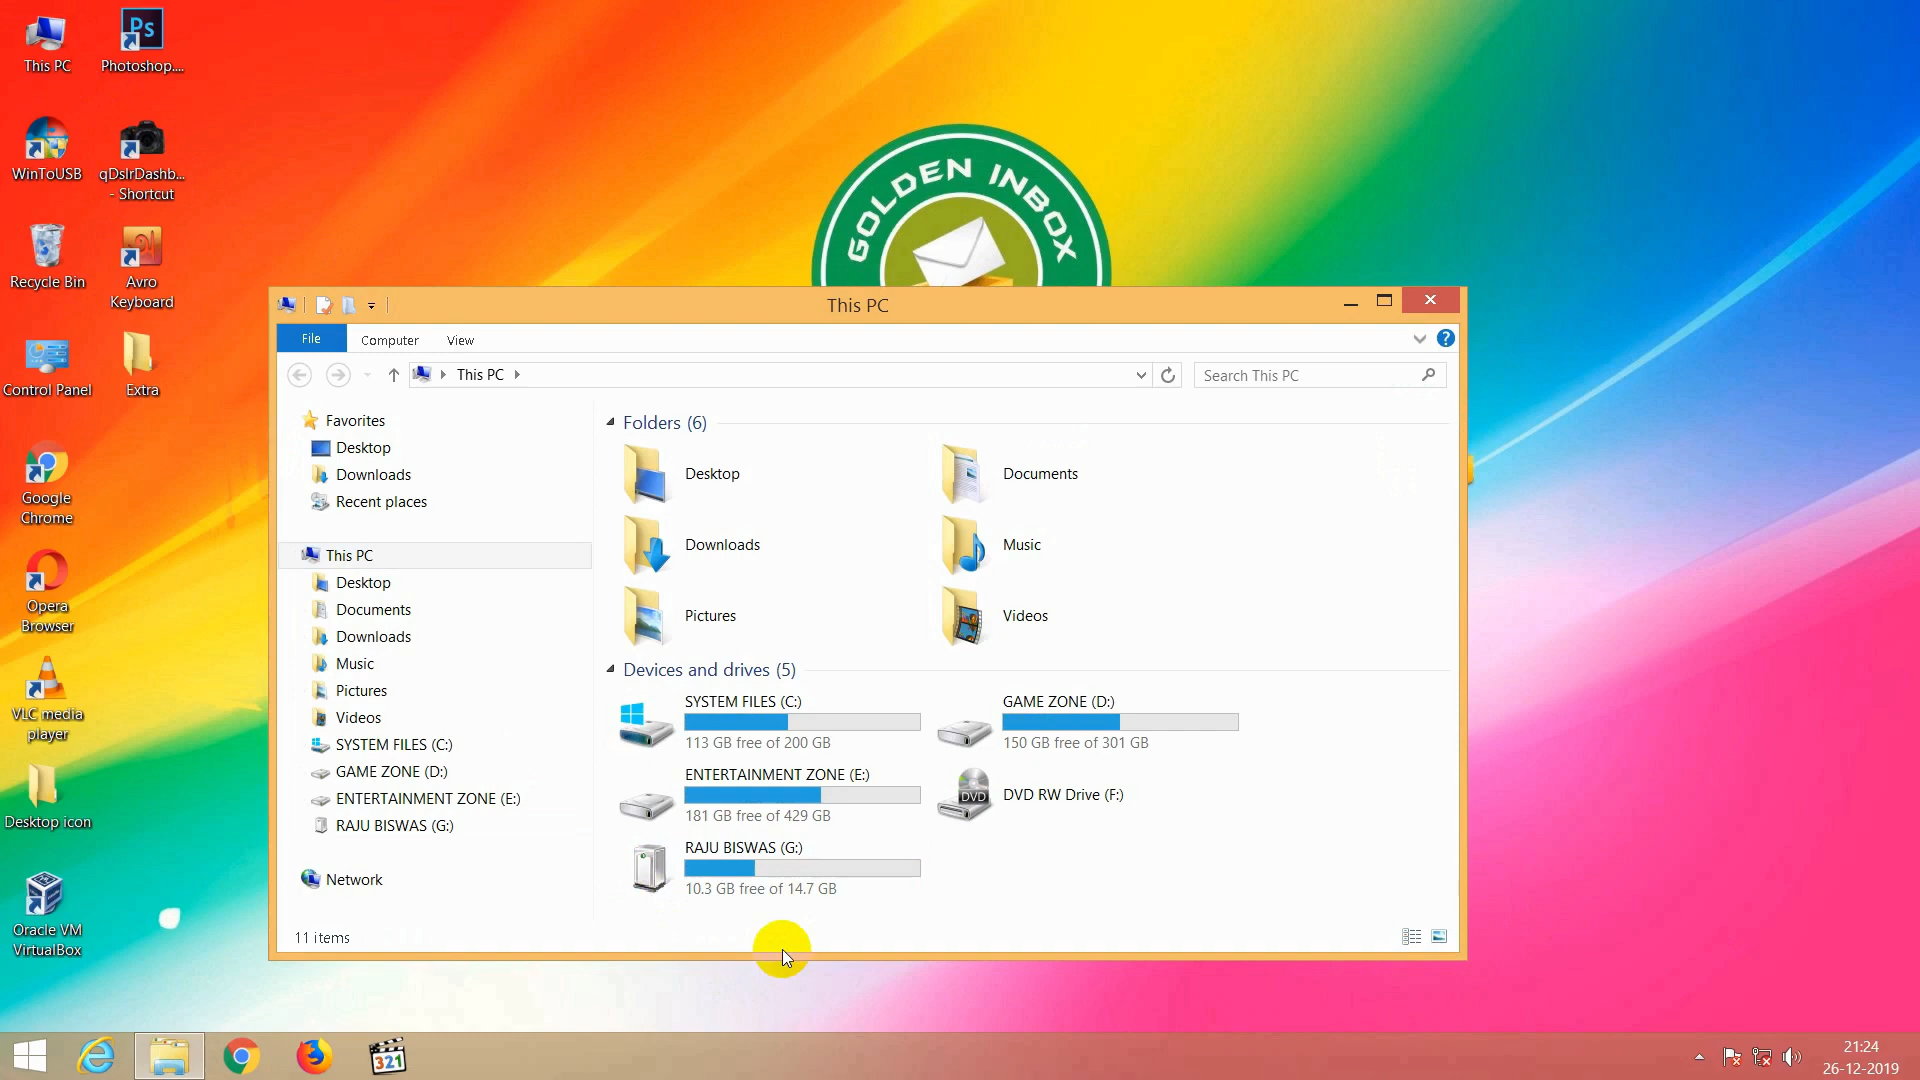 This PC
Photoshop....
WinToUSB
qDslrDashb...
- Shortcut
Recycle Bin
Avro
Keyboard
Control Panel
Extra
Google
Chrome
Opera
Browser
VLC media
player
Desktop icon
Oracle VM
VirtualBox
Ps
GOLDEN INBOX
This PC
File
Computer
View
This PC
Search This PC
Favorites
Desktop
Downloads
Recent places
This PC
Desktop
Documents
Downloads
Music
Pictures
Videos
SYSTEM FILES (C:)
GAME ZONE (D:)
ENTERTAINMENT ZONE (E:)
RAJU BISWAS (G:)
Network
Folders (6)
Desktop
Documents
Downloads
Music
Pictures
Videos
Devices and drives (5)
SYSTEM FILES (C:)
113 GB free of 200 GB
GAME ZONE (D:)
150 GB free of 301 GB
ENTERTAINMENT ZONE (E:)
181 GB free of 429 GB
DVD
DVD RW Drive (F:)
RAJU BISWAS (G:)
10.3 GB free of 14.7 GB
11 items
321
21:24
26-12-2019